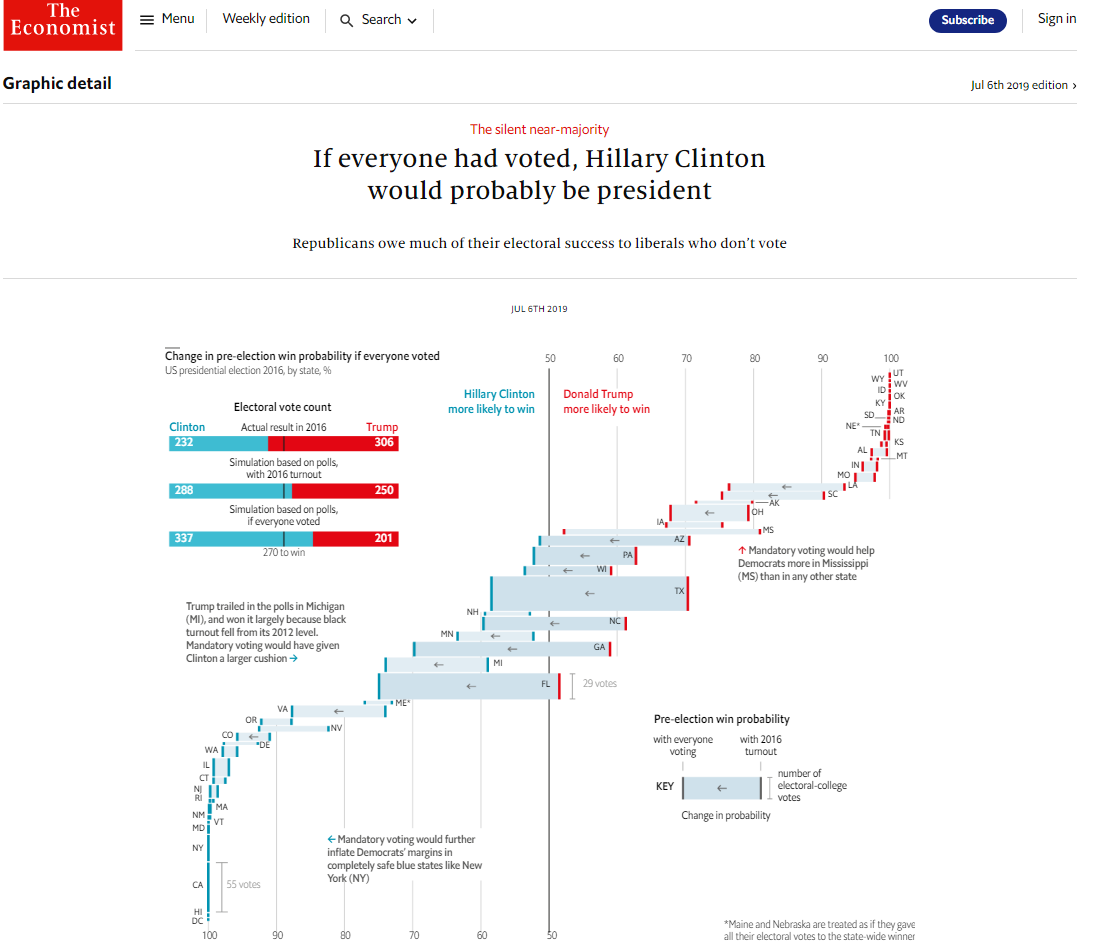 The
Economist
Menu
Weekly edition
Search
Subscribe
Sign in
Graphic detail
Jul 6th 2019 edition ›
The silent near-majority
If everyone had voted, Hillary Clinton
would probably be president
Republicans owe much of their electoral success to liberals who don’t vote
JUL 6TH 2019
Change in pre-election win probability if everyone voted
US presidential election 2016, by state, %
50 60 70 80 90 100
Hillary Clinton
more likely to win
Donald Trump
more likely to win
Electoral vote count
Clinton Actual result in 2016 Trump
232 306
Simulation based on polls,
with 2016 turnout
288 250
Simulation based on polls,
if everyone voted
337 201
270 to win
UT
WY
WV
ID
OK
KY
AR
SD
ND
NE*
TN
KS
AL
MT
IN
MO
LA
SC
AK
OH
IA
MS
AZ
PA
WI
TX
NH
NC
MN
GA
MI
FL
29 votes
ME*
VA
OR
NV
CO
DE
WA
IL
CT
NJ
RI
MA
NM
VT
MD
NY
CA
55 votes
HI
DC
↑ Mandatory voting would help
Democrats more in Mississippi
(MS) than in any other state
Trump trailed in the polls in Michigan
(MI), and won it largely because black
turnout fell from its 2012 level.
Mandatory voting would have given
Clinton a larger cushion →
Pre-election win probability
with everyone
voting
with 2016
turnout
KEY
number of
electoral-college
votes
Change in probability
← Mandatory voting would further
inflate Democrats’ margins in
completely safe blue states like New
York (NY)
100 90 80 70 60 50
*Maine and Nebraska are treated as if they gave
all their electoral votes to the state-wide winner